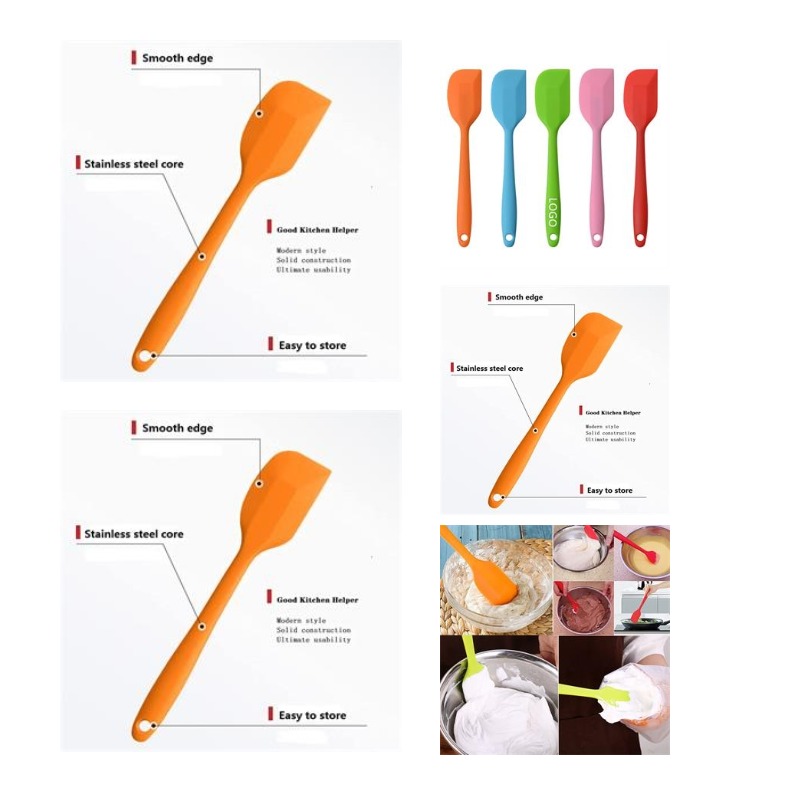 Smooth edge
Stainless steel core
Good Kitchen Helper
Modern style
Solid construction
Ultimate usability
Easy to store
LOGO
Smooth edge
Stainless steel core
Good Kitchen Helper
Modern style
Solid construction
Ultimate usability
Easy to store
Smooth edge
Stainless steel core
Good Kitchen Helper
Modern style
Solid construction
Ultimate usability
Easy to store